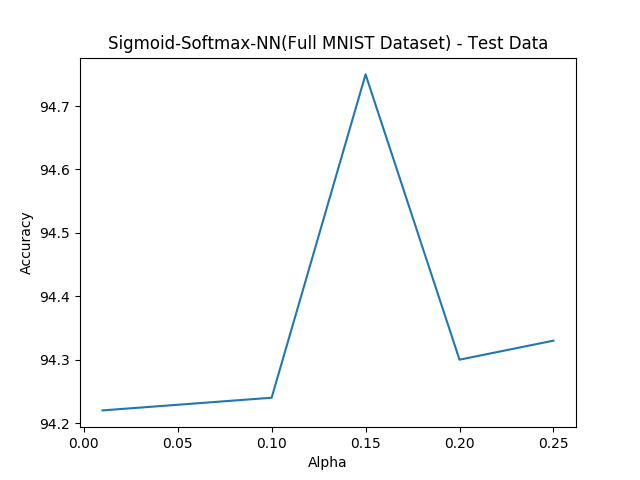 Sigmoid-Softmax-NN(Full MNIST Dataset) - Test Data
94.7
94.6
94.5
94.4
94.3
94.2
Accuracy
0.00 0.05 0.10 0.15 0.20 0.25
Alpha